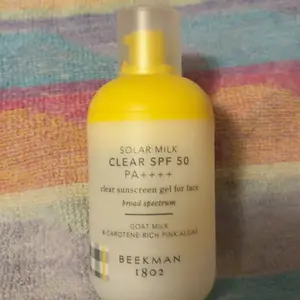 SOLAR MILK
CLEAR SPF 50
PA++++
clear sunscreen gel for face
broad spectrum
GOAT MILK
& CAROTENE-RICH PINK ALGAE
BEEKMAN
1802